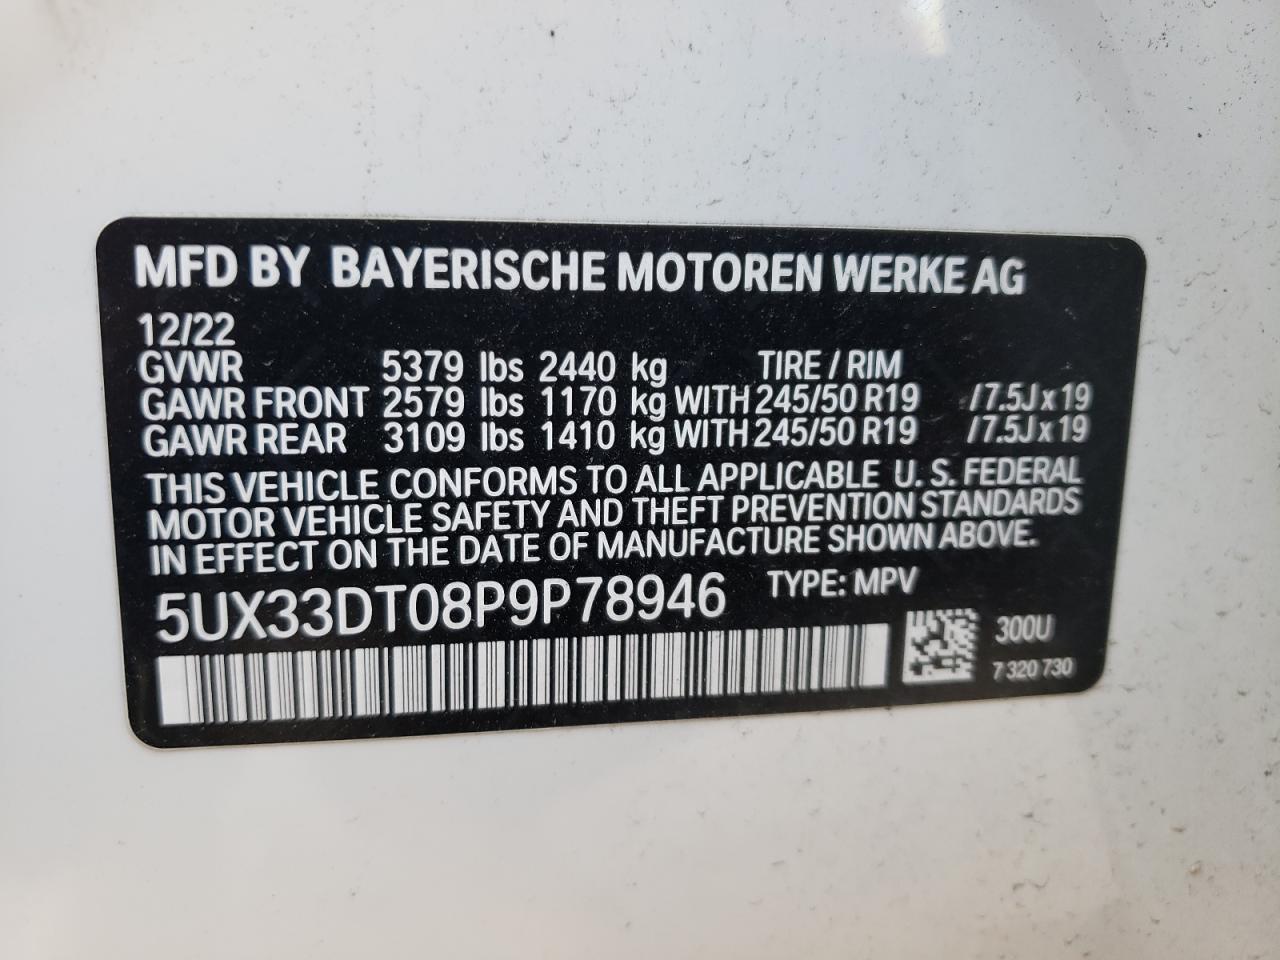 MFD BY BAYERISCHE MOTOREN WERKE AG
12/22
GVWR 5379 lbs 2440 kg TIRE / RIM
GAWR FRONT 2579 lbs 1170 kg WITH 245/50 R19 /7.5J x 19
GAWR REAR 3109 lbs 1410 kg WITH 245/50 R19 /7.5J x 19
THIS VEHICLE CONFORMS TO ALL APPLICABLE U. S. FEDERAL
MOTOR VEHICLE SAFETY AND THEFT PREVENTION STANDARDS
IN EFFECT ON THE DATE OF MANUFACTURE SHOWN ABOVE.
5UX33DT08P9P78946 TYPE: MPV
300U
7 320 730